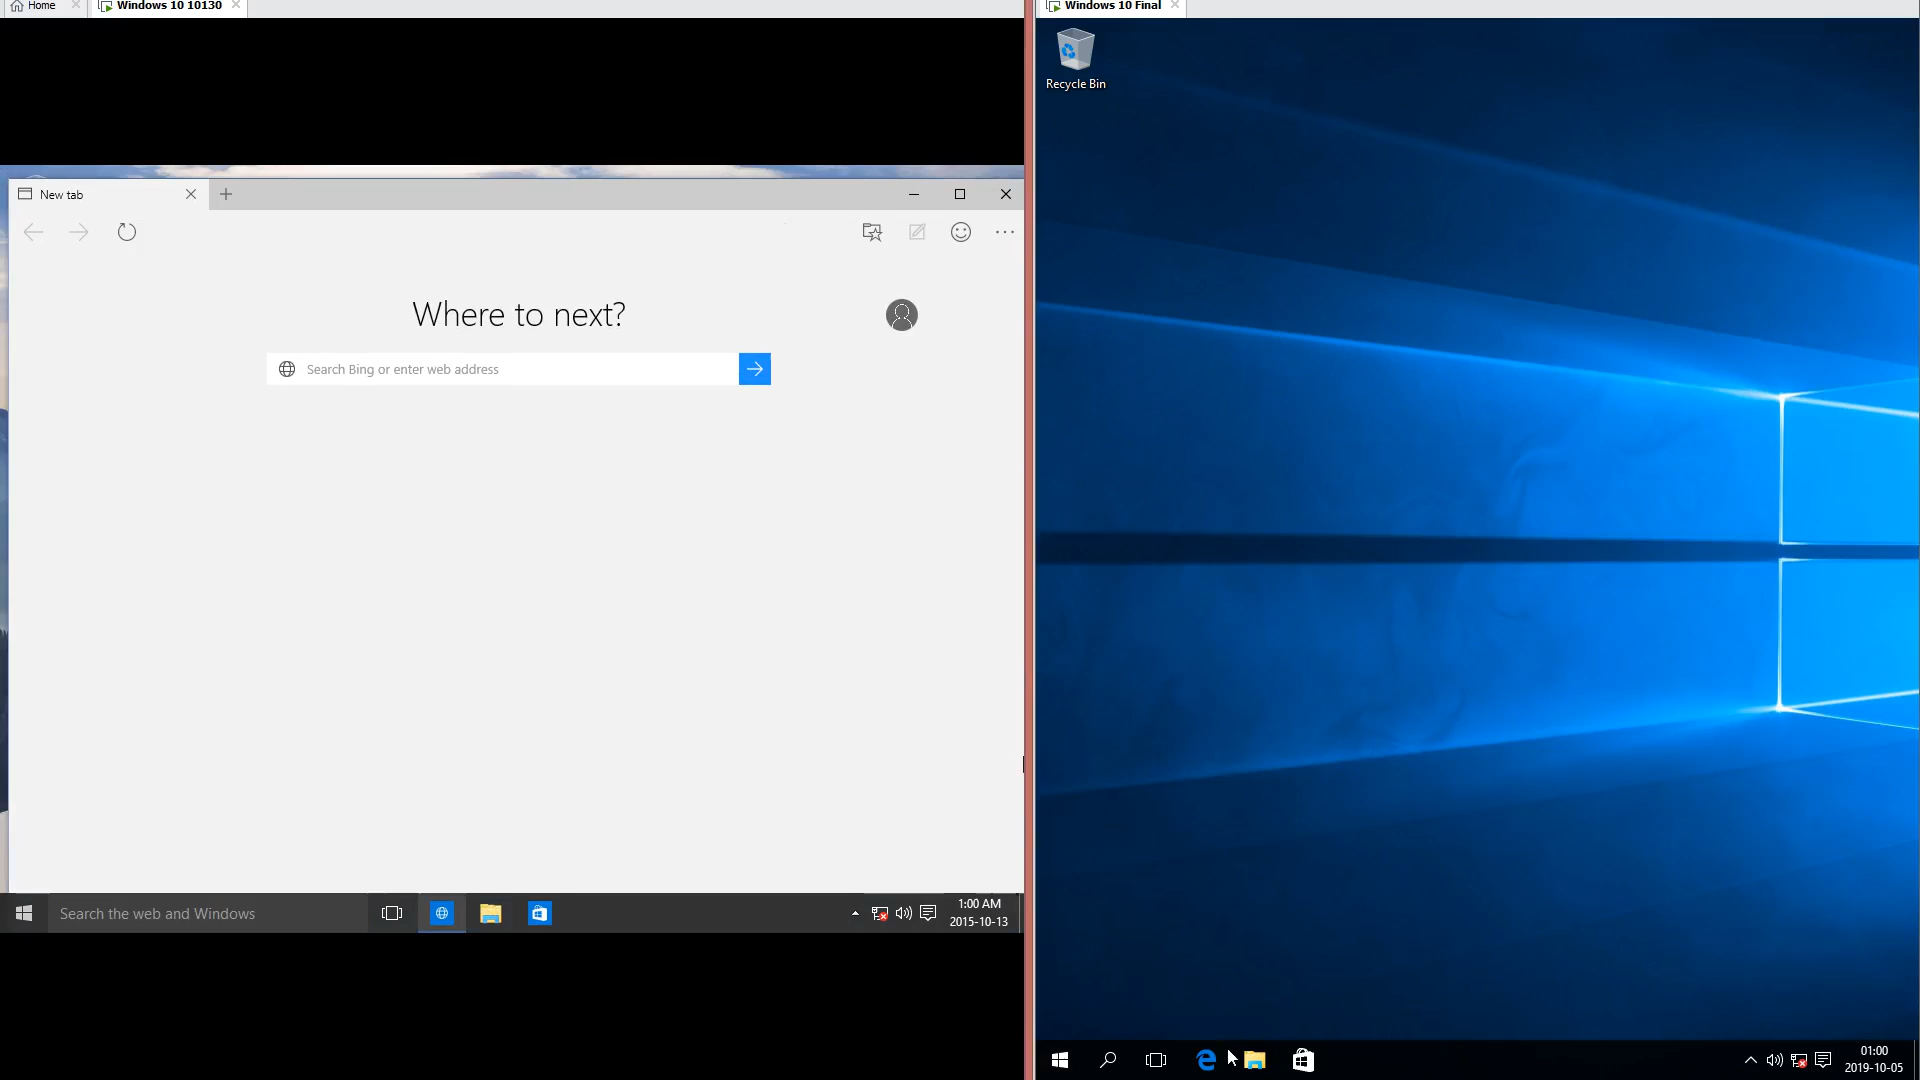 Home
Windows 10 10130
Windows 10 Final
Recycle Bin
New tab
Where to next?
Search Bing or enter web address
Search the web and Windows
1:00 AM
2015-10-13
01:00
2019-10-05